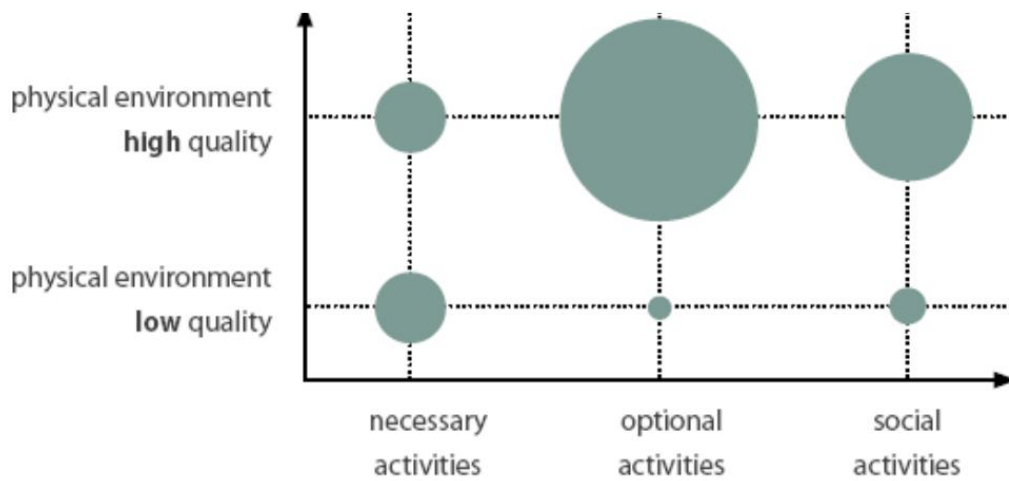 physical environment
high quality
physical environment
low quality
necessary
activities
optional
activities
social
activities